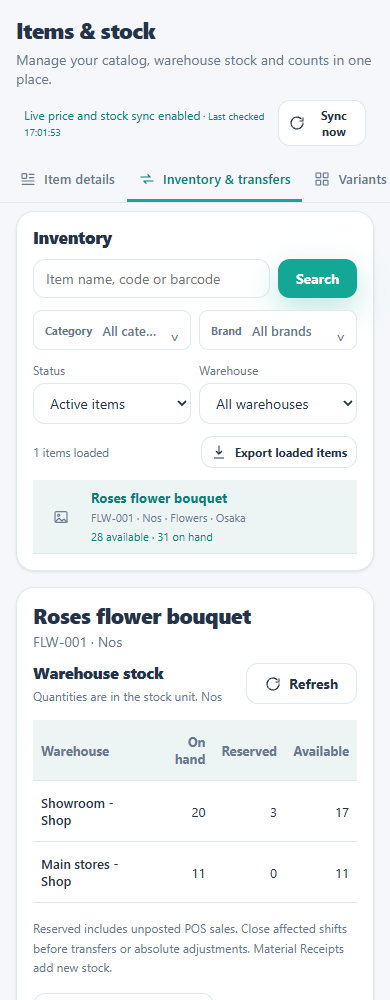 Items & stock
Manage your catalog, warehouse stock and counts in one
place.
Live price and stock sync enabled · Last checked
17:01:53
Sync
now
Item details
Inventory & transfers
Variants
Inventory
Item name, code or barcode
Search
Category All cate...
Brand All brands
Status
Warehouse
Active items
All warehouses
1 items loaded
Export loaded items
Roses flower bouquet
FLW-001 · Nos · Flowers · Osaka
28 available · 31 on hand
Roses flower bouquet
FLW-001 · Nos
Warehouse stock
Quantities are in the stock unit. Nos
Refresh
Warehouse On hand Reserved Available
Showroom - Shop 20 3 17
Main stores - Shop 11 0 11
Reserved includes unposted POS sales. Close affected shifts
before transfers or absolute adjustments. Material Receipts
add new stock.